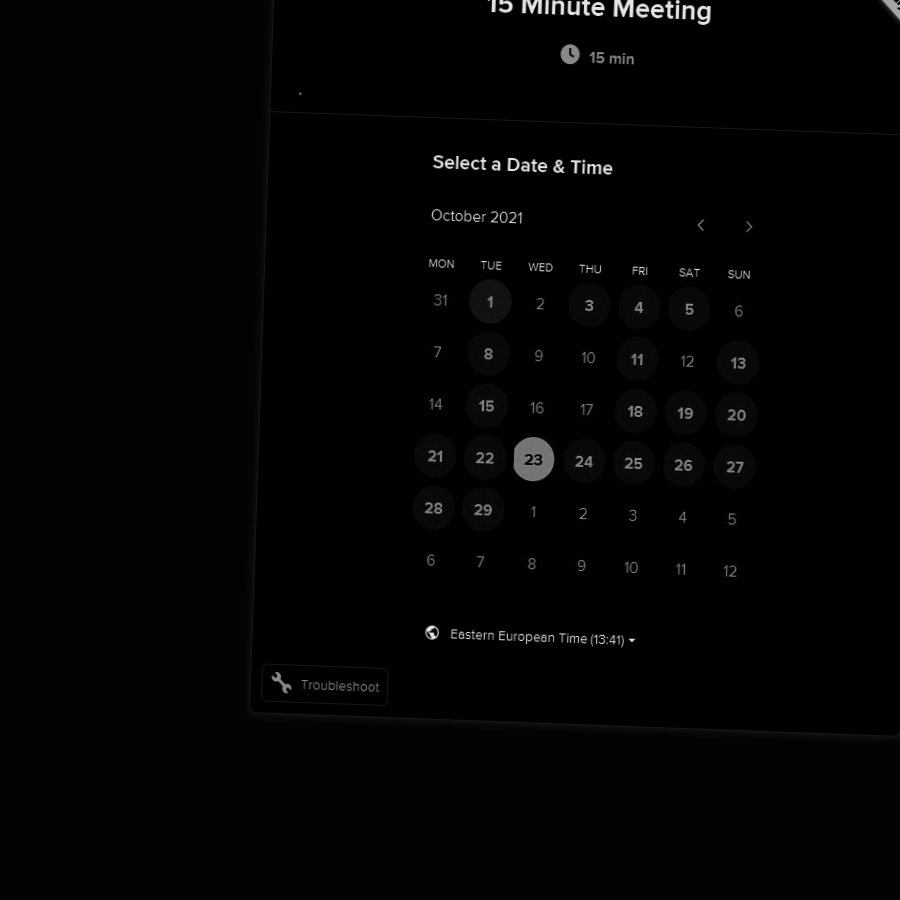 15 Minute Meeting
15 min
.
Select a Date & Time
October 2021
MON TUE WED THU FRI SAT SUN
31 1 2 3 4 5 6
7 8 9 10 11 12 13
14 15 16 17 18 19 20
21 22 23 24 25 26 27
28 29 1 2 3 4 5
6 7 8 9 10 11 12
Eastern European Time (13:41)
Troubleshoot